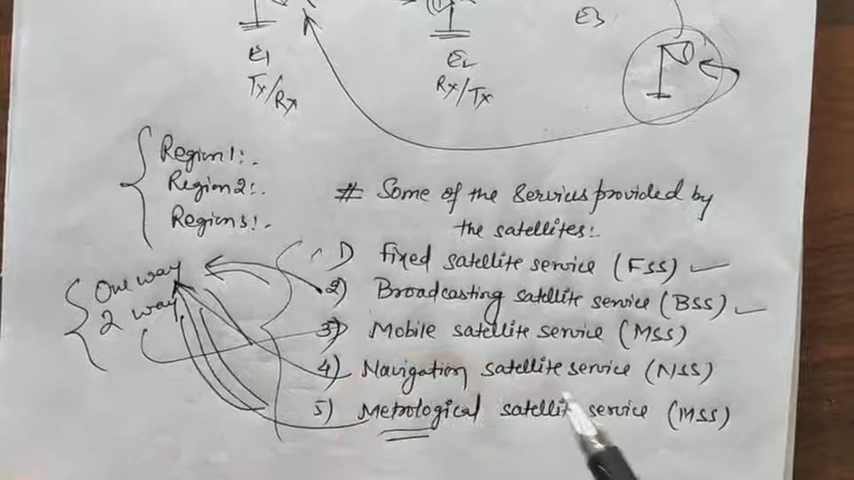 E1
Tx/Rx
E2
Rx/Tx
E3
Region1:.
Region2:.
Region3:.
# Some of the Services provided by
the satellites:.
1) Fixed satellite service (FSS)
2) Broadcasting satellite service (BSS)
3) Mobile satellite service (MSS)
4) Navigation satellite service (NSS)
5) Metrological satellite service (MSS)
One way
2 way